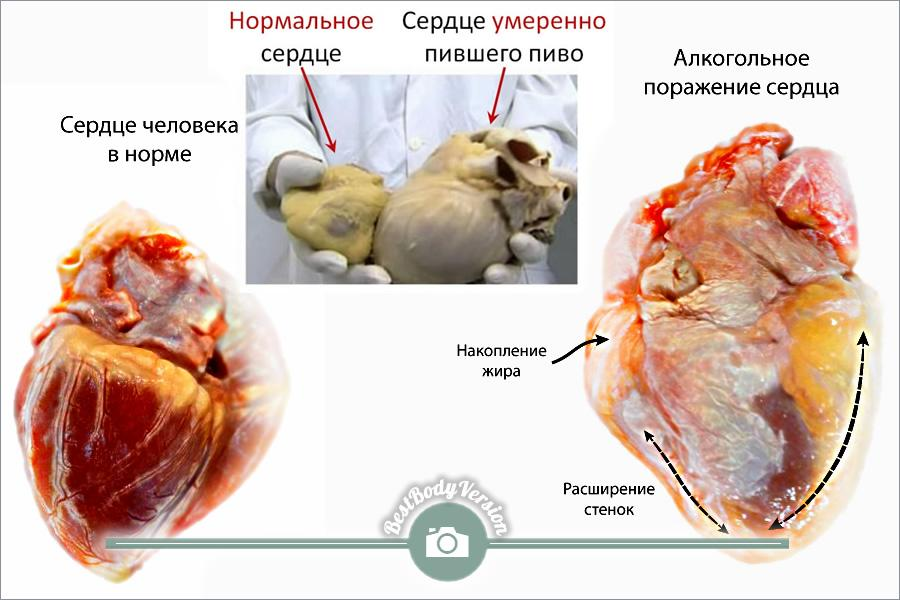 Нормальное
сердце
Сердце умеренно
пившего пиво
Алкогольное
поражение сердца
Сердце человека
в норме
Накопление
жира
Расширение
стенок
BestBodyVersion